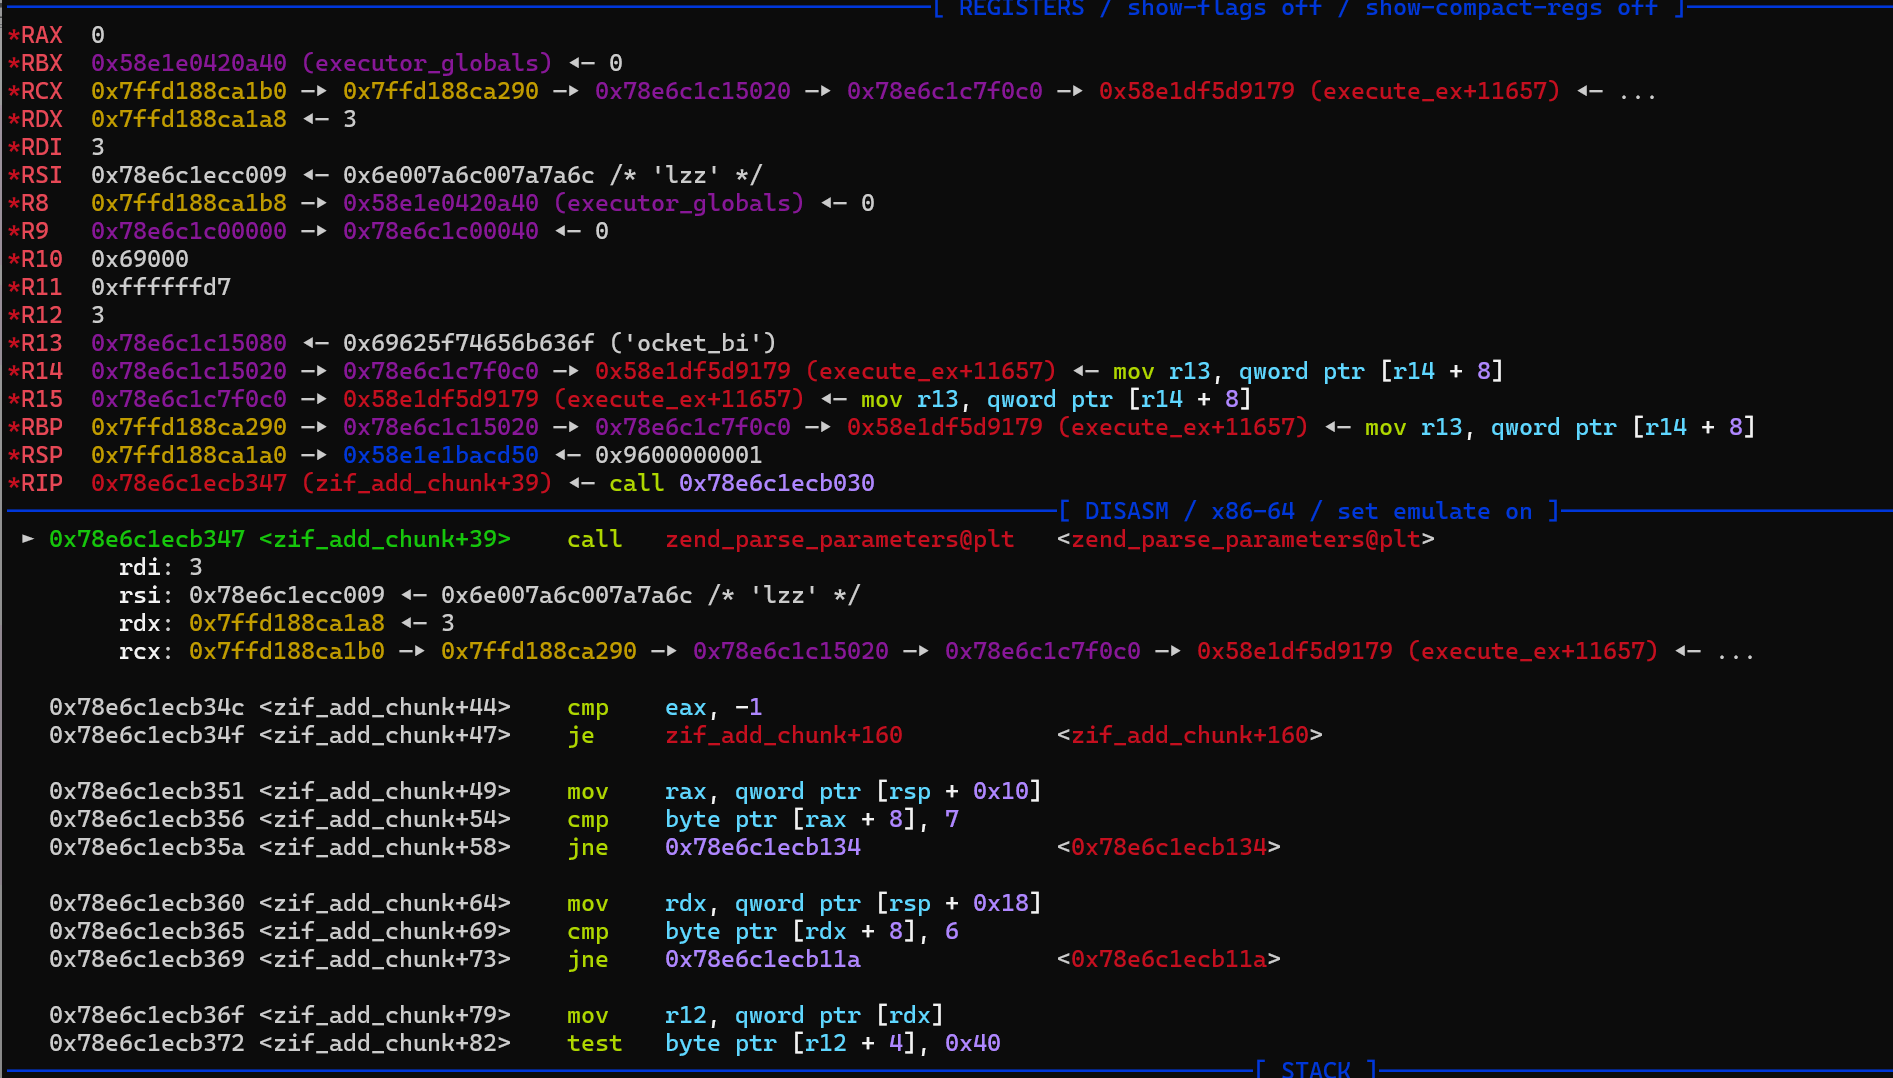 [ REGISTERS / show-flags off / show-compact-regs off ]
*RAX  0
*RBX  0x58e1e0420a40 (executor_globals) ◂— 0
*RCX  0x7ffd188ca1b0 —▸ 0x7ffd188ca290 —▸ 0x78e6c1c15020 —▸ 0x78e6c1c7f0c0 —▸ 0x58e1df5d9179 (execute_ex+11657) ◂— ...
*RDX  0x7ffd188ca1a8 ◂— 3
*RDI  3
*RSI  0x78e6c1ecc009 ◂— 0x6e007a6c007a7a6c /* 'lzz' */
*R8   0x7ffd188ca1b8 —▸ 0x58e1e0420a40 (executor_globals) ◂— 0
*R9   0x78e6c1c00000 —▸ 0x78e6c1c00040 ◂— 0
*R10  0x69000
*R11  0xffffffd7
*R12  3
*R13  0x78e6c1c15080 ◂— 0x69625f74656b636f ('ocket_bi')
*R14  0x78e6c1c15020 —▸ 0x78e6c1c7f0c0 —▸ 0x58e1df5d9179 (execute_ex+11657) ◂— mov r13, qword ptr [r14 + 8]
*R15  0x78e6c1c7f0c0 —▸ 0x58e1df5d9179 (execute_ex+11657) ◂— mov r13, qword ptr [r14 + 8]
*RBP  0x7ffd188ca290 —▸ 0x78e6c1c15020 —▸ 0x78e6c1c7f0c0 —▸ 0x58e1df5d9179 (execute_ex+11657) ◂— mov r13, qword ptr [r14 + 8]
*RSP  0x7ffd188ca1a0 —▸ 0x58e1e1bacd50 ◂— 0x9600000001
*RIP  0x78e6c1ecb347 (zif_add_chunk+39) ◂— call 0x78e6c1ecb030
[ DISASM / x86-64 / set emulate on ]
► 0x78e6c1ecb347 <zif_add_chunk+39>    call   zend_parse_parameters@plt   <zend_parse_parameters@plt>
rdi: 3
rsi: 0x78e6c1ecc009 ◂— 0x6e007a6c007a7a6c /* 'lzz' */
rdx: 0x7ffd188ca1a8 ◂— 3
rcx: 0x7ffd188ca1b0 —▸ 0x7ffd188ca290 —▸ 0x78e6c1c15020 —▸ 0x78e6c1c7f0c0 —▸ 0x58e1df5d9179 (execute_ex+11657) ◂— ...
0x78e6c1ecb34c <zif_add_chunk+44>    cmp    eax, -1
0x78e6c1ecb34f <zif_add_chunk+47>    je     zif_add_chunk+160           <zif_add_chunk+160>
0x78e6c1ecb351 <zif_add_chunk+49>    mov    rax, qword ptr [rsp + 0x10]
0x78e6c1ecb356 <zif_add_chunk+54>    cmp    byte ptr [rax + 8], 7
0x78e6c1ecb35a <zif_add_chunk+58>    jne    0x78e6c1ecb134              <0x78e6c1ecb134>
0x78e6c1ecb360 <zif_add_chunk+64>    mov    rdx, qword ptr [rsp + 0x18]
0x78e6c1ecb365 <zif_add_chunk+69>    cmp    byte ptr [rdx + 8], 6
0x78e6c1ecb369 <zif_add_chunk+73>    jne    0x78e6c1ecb11a              <0x78e6c1ecb11a>
0x78e6c1ecb36f <zif_add_chunk+79>    mov    r12, qword ptr [rdx]
0x78e6c1ecb372 <zif_add_chunk+82>    test   byte ptr [r12 + 4], 0x40
[ STACK ]